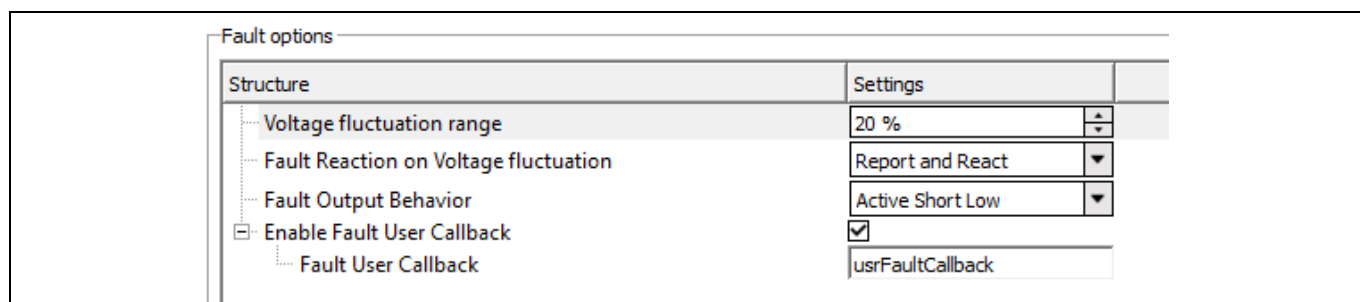 Fault options
Structure Settings
Voltage fluctuation range 20 %
Fault Reaction on Voltage fluctuation Report and React
Fault Output Behavior Active Short Low
Enable Fault User Callback
Fault User Callback usrFaultCallback